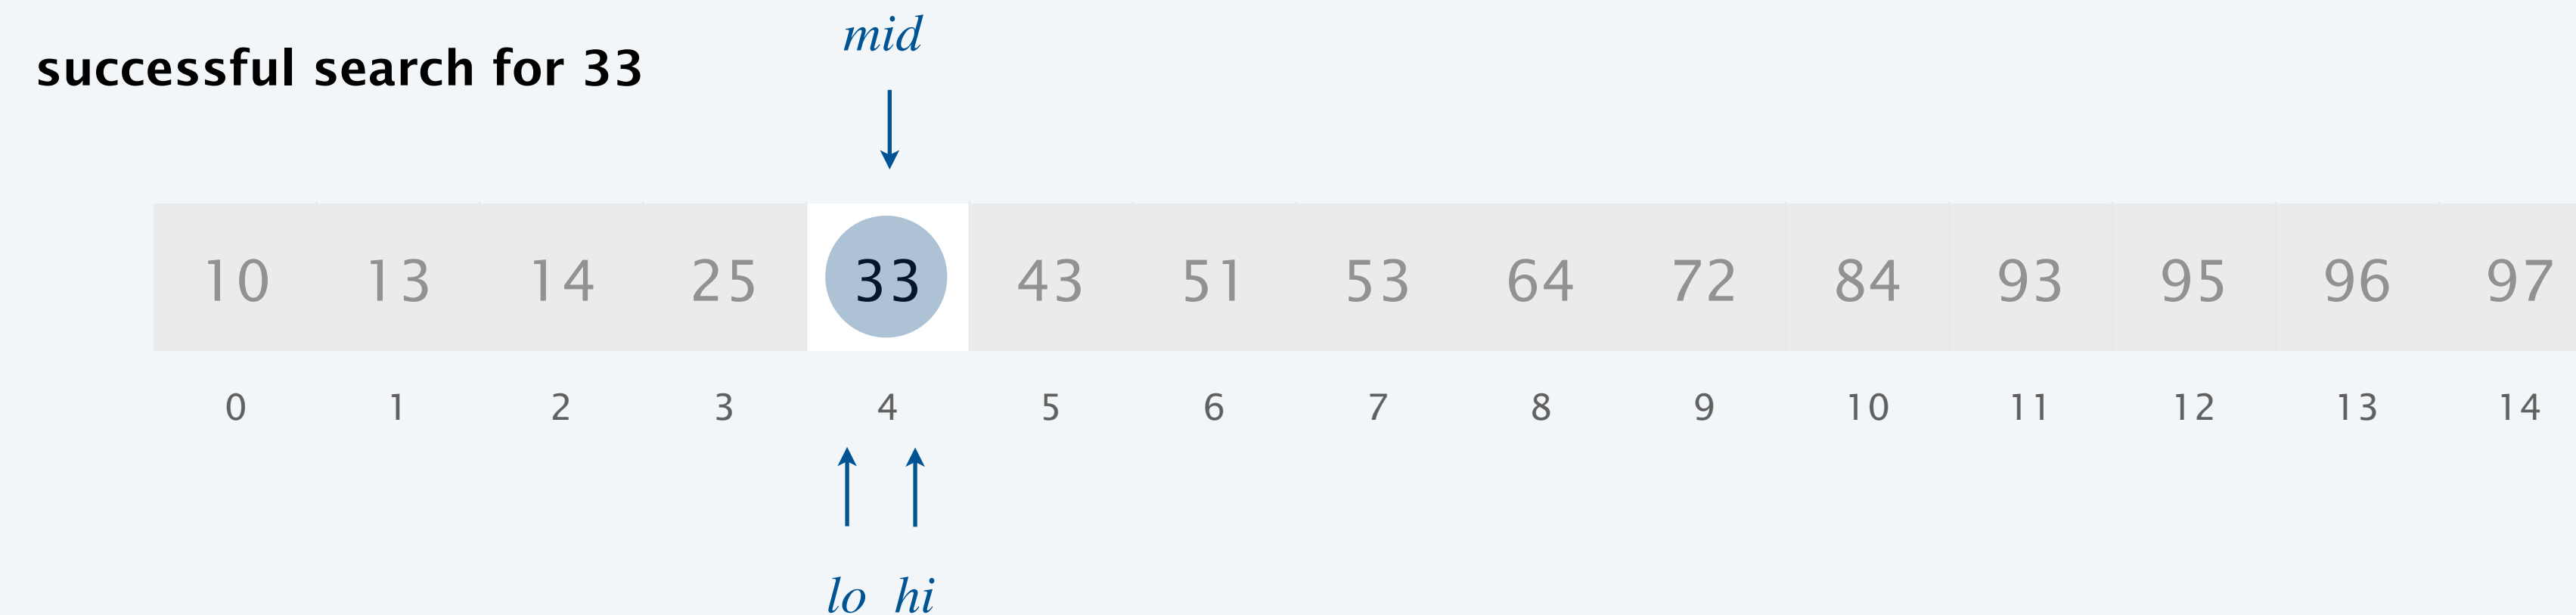 mid
successful search for 33
10 13 14 25 33 43 51 53 64 72 84 93 95 96 97
0 1 2 3 4 5 6 7 8 9 10 11 12 13 14
lo hi